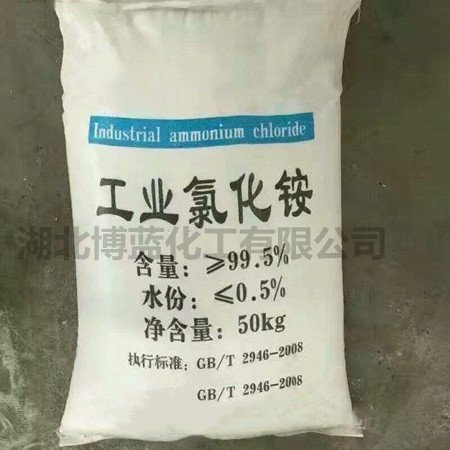 Industrial ammonium chloride
工业氯化铵
湖北博蓝化工有限公司
含量：≥99.5%
水份：≤0.5%
净含量：50kg
执行标准：GB/T 2946-2008
GB/T 2946-2008